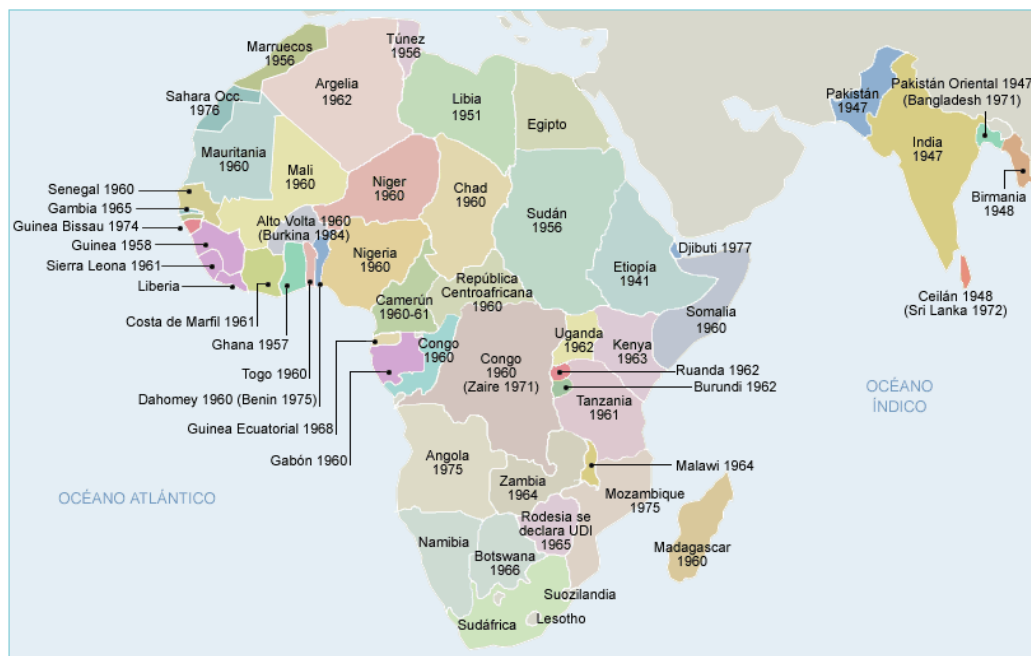 Túnez
1956
Marruecos
1956
Argelia
1962
Libia
1951
Egipto
Sahara Occ.
1976
Mauritania
1960
Malí
1960
Niger
1960
Chad
1960
Sudán
1956
Senegal 1960
Gambia 1965
Guinea Bissau 1974
Guinea 1958
Sierra Leona 1961
Liberia
Costa de Marfil 1961
Ghana 1957
Togo 1960
Dahomey 1960 (Benin 1975)
Guinea Ecuatorial 1968
Gabón 1960
Alto Volta 1960
(Burkina 1984)
Nigeria
1960
Camerún
1960-61
República
Centroafricana
1960
Etiopía
1941
Djibuti 1977
Somalia
1960
Congo
1960
Congo
1960
(Zaire 1971)
Uganda
1962
Kenya
1963
Ruanda 1962
Burundi 1962
Tanzania
1961
Angola
1975
Zambia
1964
Malawi 1964
Mozambique
1975
Rodesia se
declara UDI
1965
Namibia
Botswana
1966
Madagascar
1960
Suozilandia
Lesotho
Sudáfrica
Pakistán
1947
Pakistán Oriental 1947
(Bangladesh 1971)
India
1947
Birmania
1948
Ceilán 1948
(Sri Lanka 1972)
OCÉANO
ÍNDICO
OCÉANO ATLÁNTICO